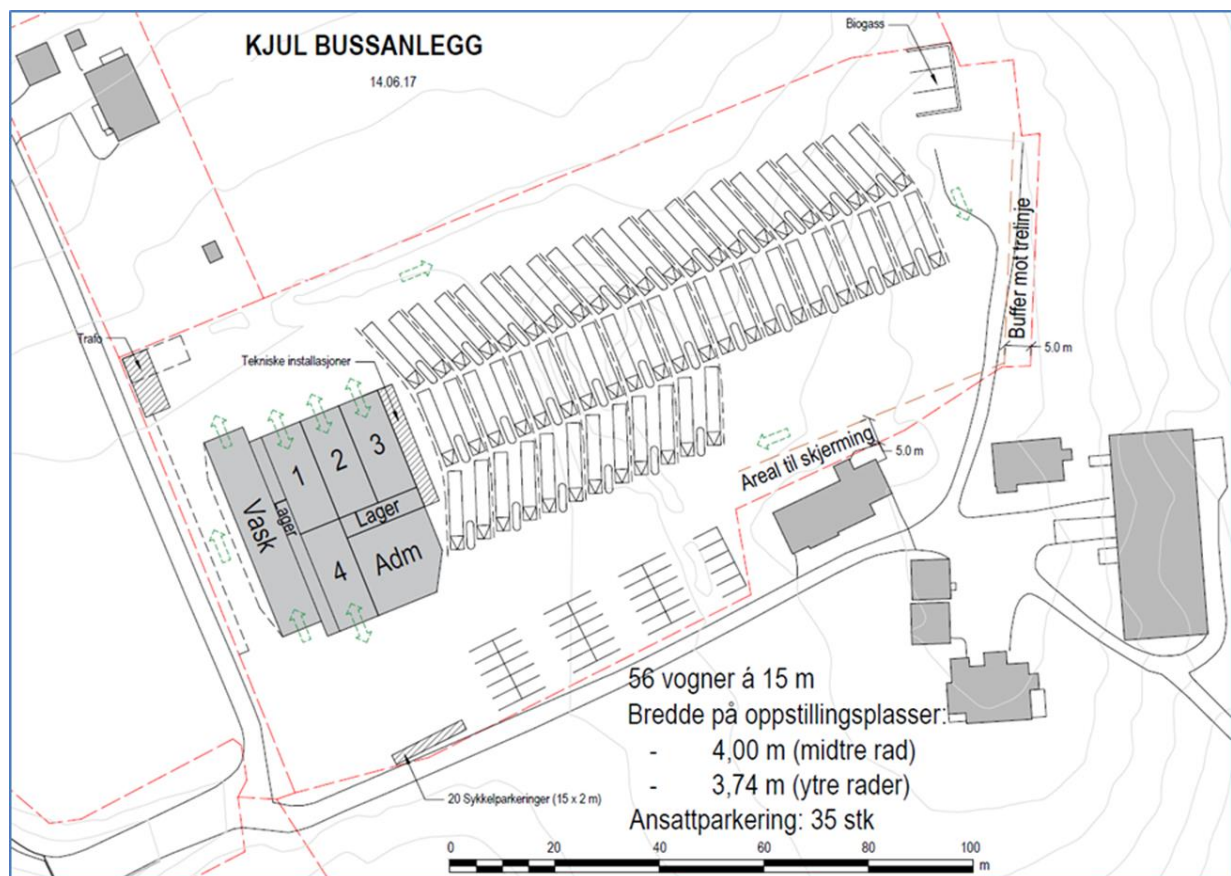 KJUL BUSSANLEGG
14.06.17
Biogass
Trafo
Tekniske installasjoner
Buffer mot trelinje
5.0 m
Areal til skjerming
5.0 m
Vask
Lager
1
2
3
Lager
4
Adm
56 vogner á 15 m
Bredde på oppstillingsplasser:
- 4,00 m (midtre rad)
- 3,74 m (ytre rader)
Ansattparkering: 35 stk
20 Sykkelparkeringer (15 x 2 m)
0 20 40 60 80 100
m